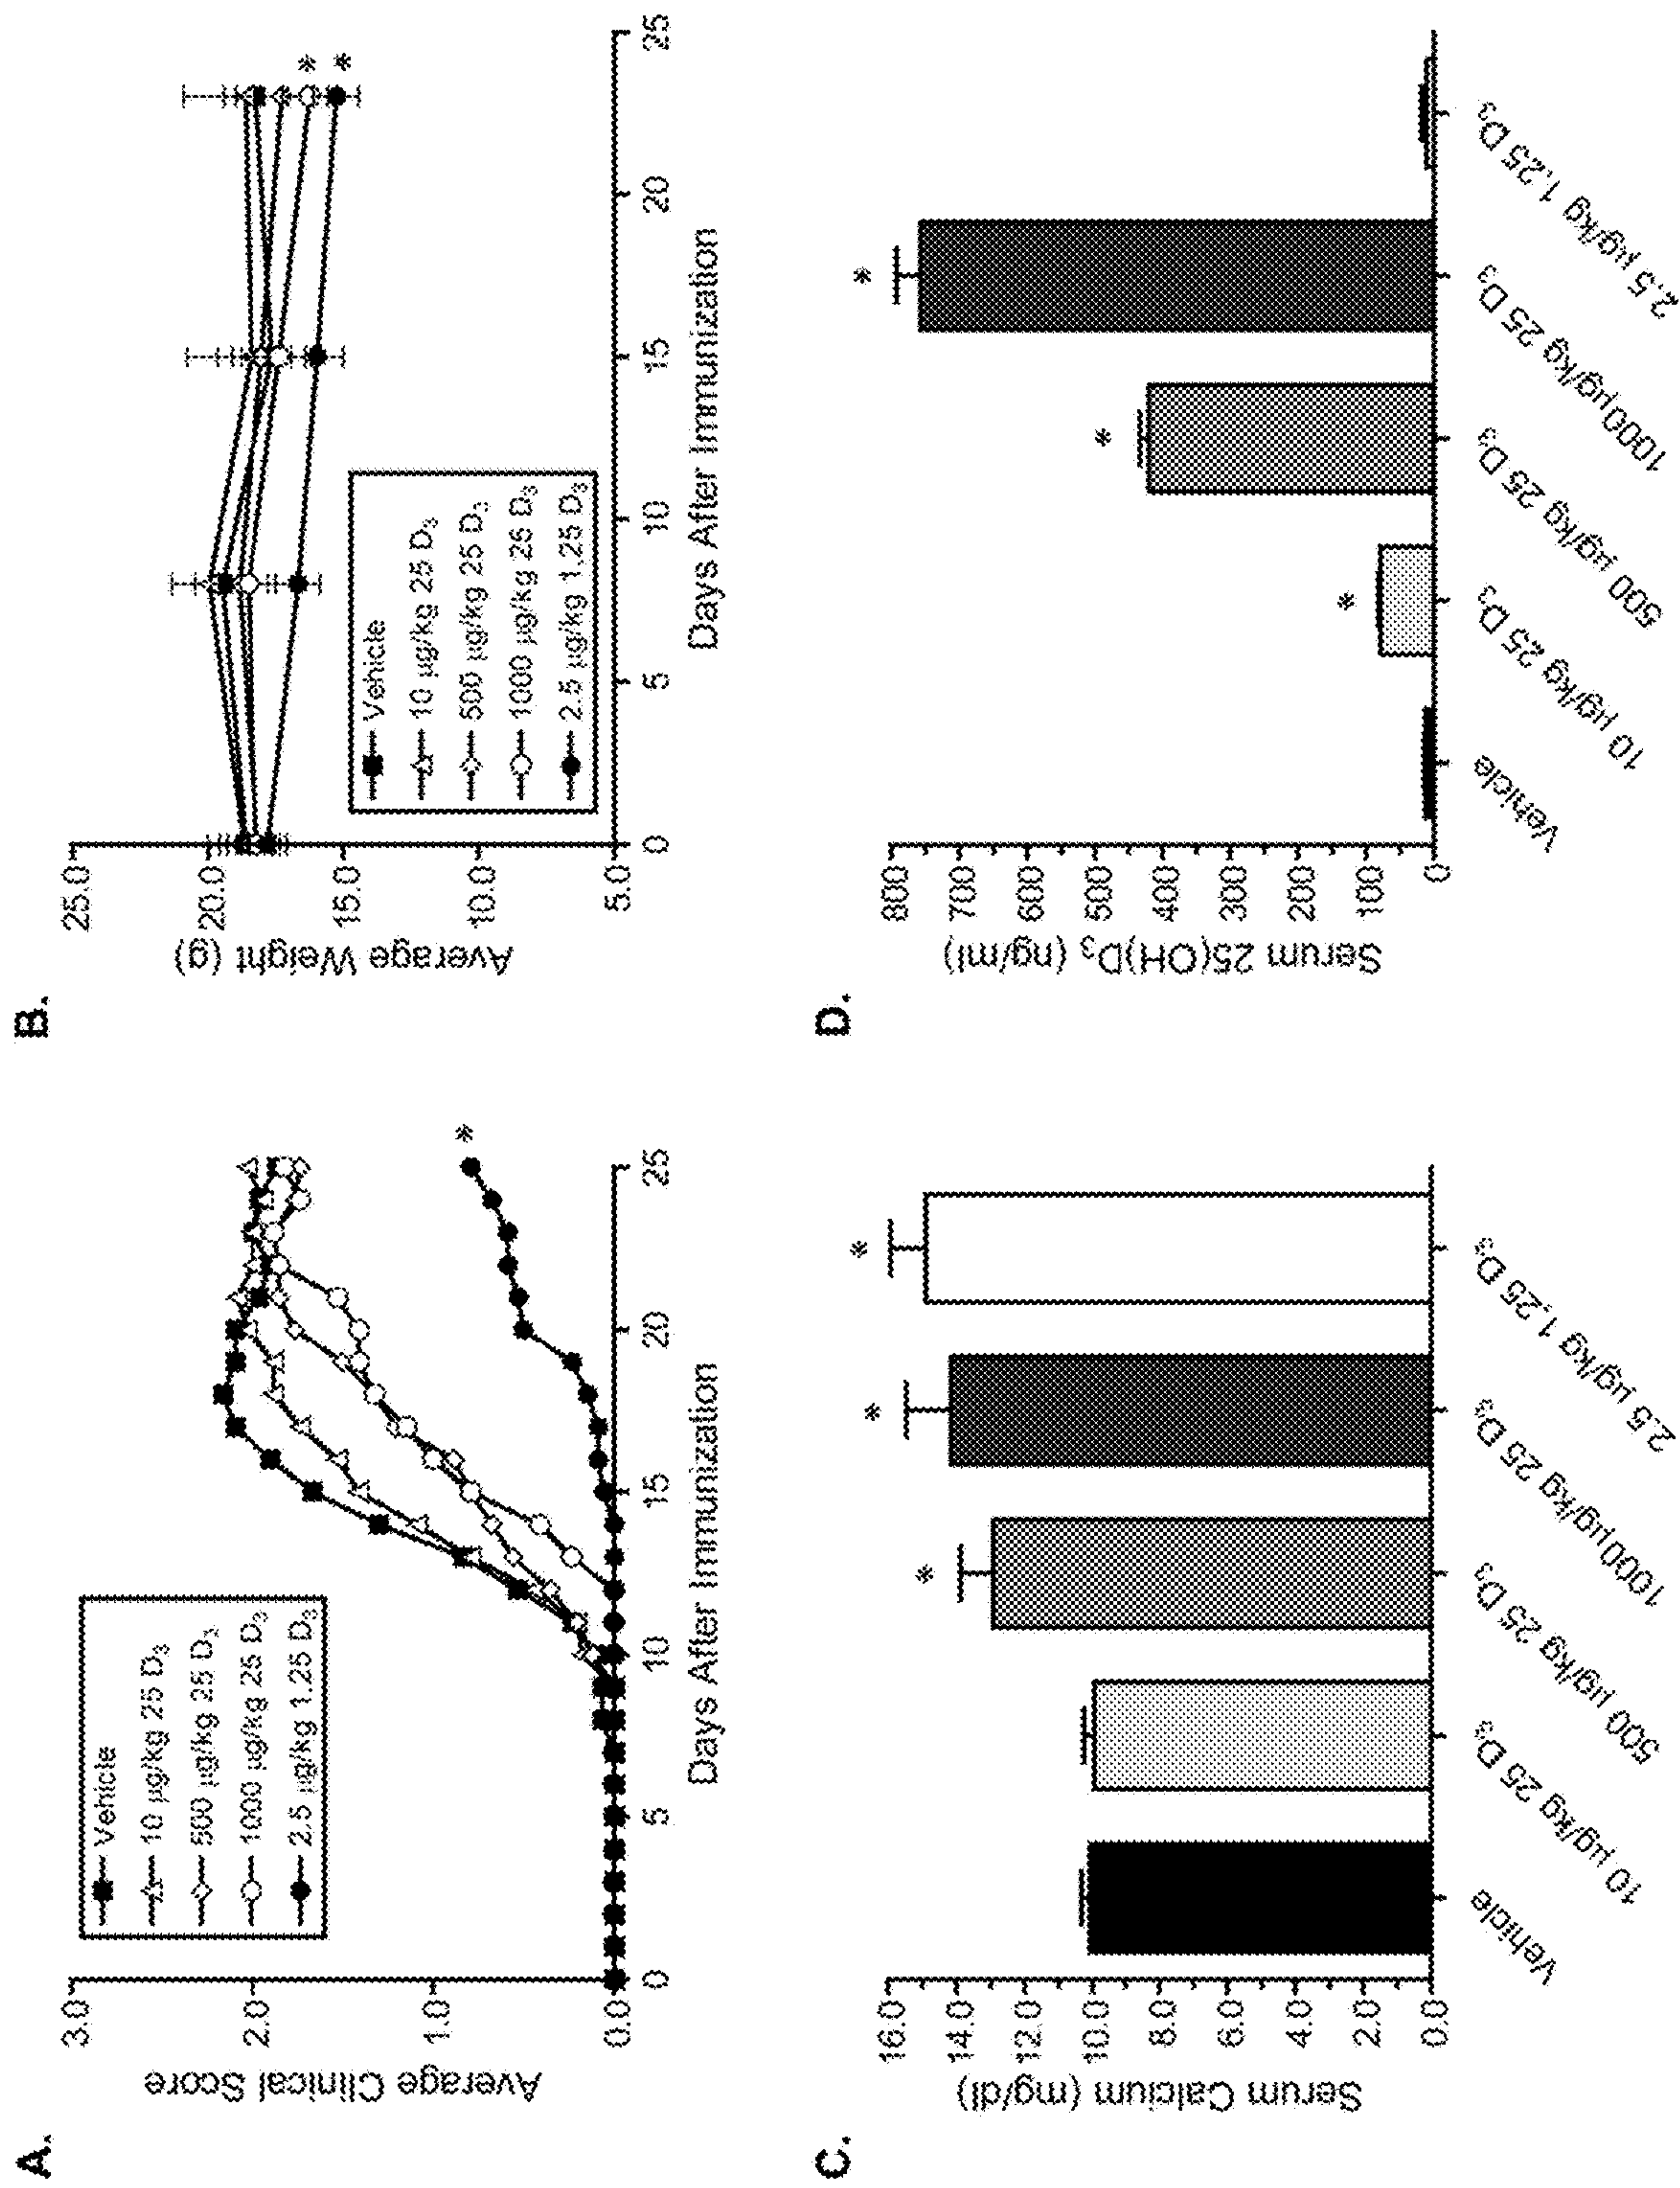 A.
Average Clinical Score
3.0
2.0
1.0
0.0
0
5
10
15
20
25
Days After Immunization
Vehicle
10 µg/kg 25 D3
500 µg/kg 25 D3
1000 µg/kg 25 D3
2.5 µg/kg 1,25 D3
*
B.
Average Weight (g)
25.0
20.0
15.0
10.0
5.0
0
5
10
15
20
25
Days After Immunization
Vehicle
10 µg/kg 25 D3
500 µg/kg 25 D3
1000 µg/kg 25 D3
2.5 µg/kg 1,25 D3
*
*
C.
Serum Calcium (mg/dl)
16.0
14.0
12.0
10.0
8.0
6.0
4.0
2.0
0.0
*
*
*
Vehicle
10 µg/kg 25 D3
500 µg/kg 25 D3
1000µg/kg 25 D3
2.5 µg/kg 1,25 D3
D.
Serum 25(OH)D3 (ng/ml)
800
700
600
500
400
300
200
100
0
*
*
*
Vehicle
10 µg/kg 25 D3
500 µg/kg 25 D3
1000µg/kg 25 D3
2.5 µg/kg 1,25 D3